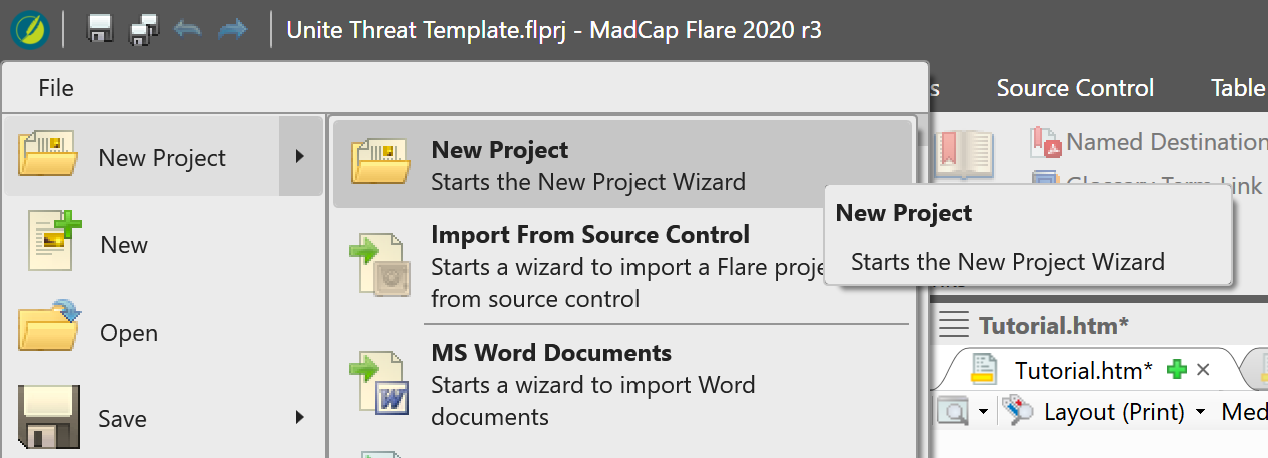 Unite Threat Template.flprj - MadCap Flare 2020 r3
File
Source Control
Table
New Project
New Project
Starts the New Project Wizard
Named Destination
Glossary Term Link
New Project
Starts the New Project Wizard
New
Import From Source Control
Starts a wizard to import a Flare proje
from source control
Open
Tutorial.htm*
MS Word Documents
Starts a wizard to import Word
documents
Tutorial.htm*
Save
Layout (Print)
Med